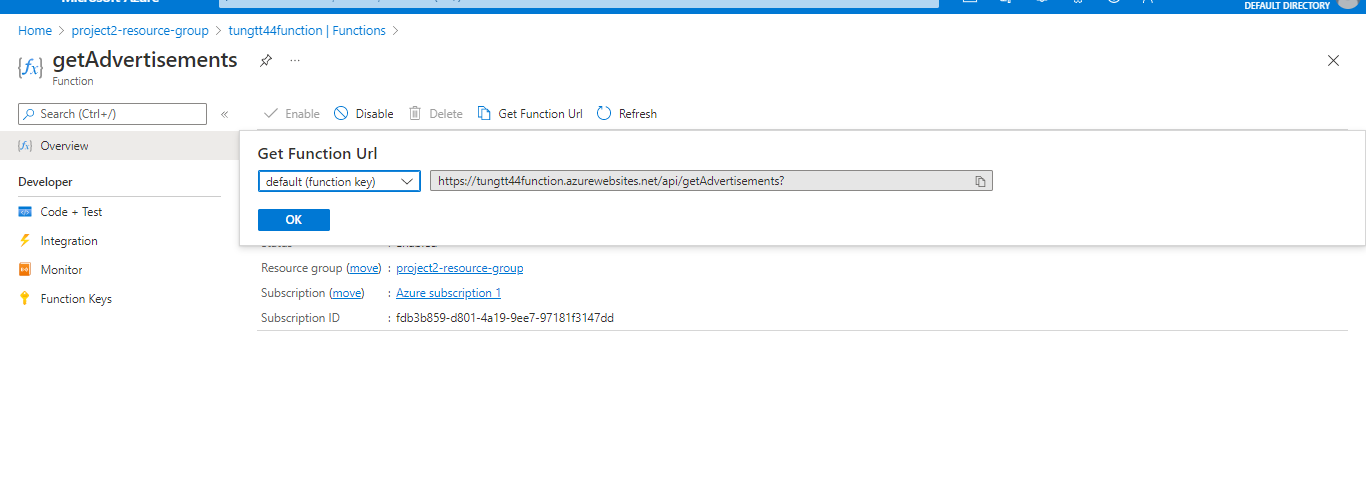 Microsoft Azure
DEFAULT DIRECTORY
Home > project2-resource-group > tungtt44function | Functions >
{fx} getAdvertisements ...
Function
Search (Ctrl+/) «
Enable Disable Delete Get Function Url Refresh
{fx} Overview
Get Function Url
default (function key) https://tungtt44function.azurewebsites.net/api/getAdvertisements?
OK
Developer
Code + Test
Integration
Monitor
Function Keys
Status : Enabled
Resource group (move) : project2-resource-group
Subscription (move) : Azure subscription 1
Subscription ID : fdb3b859-d801-4a19-9ee7-97181f3147dd